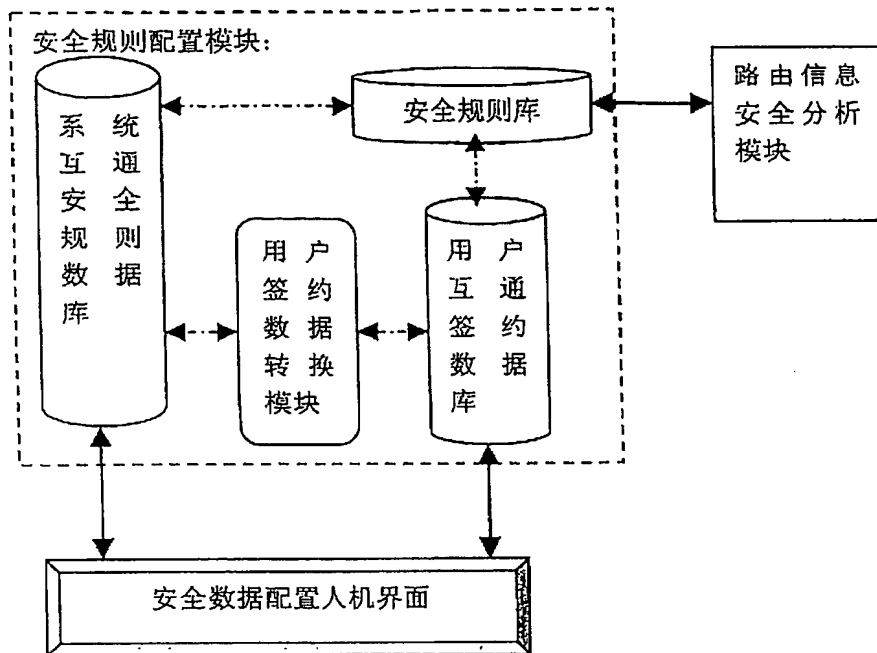 安全规则配置模块：
系统
互通
安全
规则
数据
库
安全规则库
路由信息
安全分析
模块
用户
签约
数据
转换
模块
用户
互通
签约
数据
库
安全数据配置人机界面